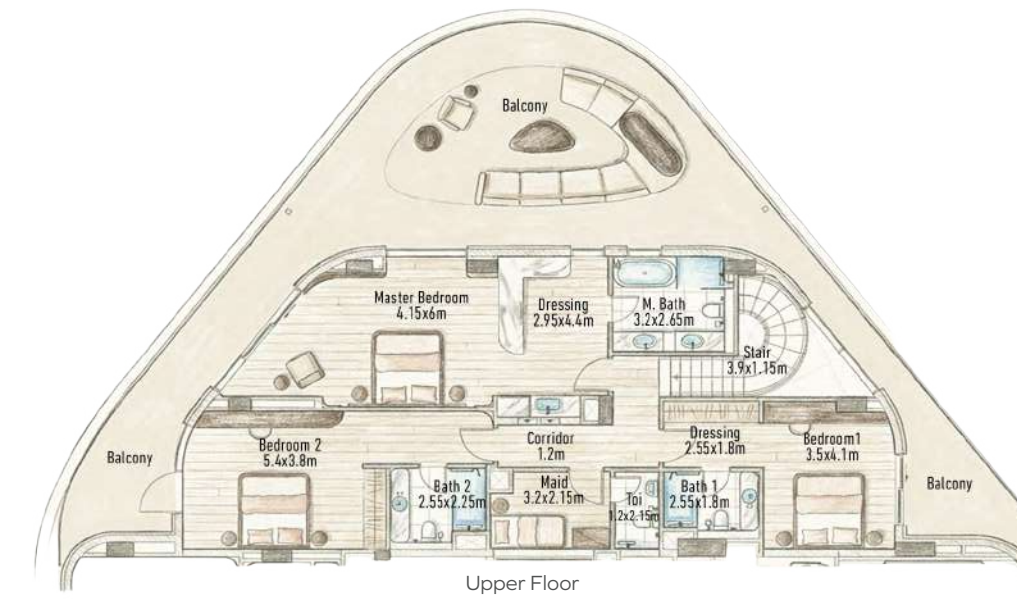 Balcony
Master Bedroom
4.15x6m
Dressing
2.95x4.4m
M. Bath
3.2x2.65m
Stair
3.9x1.15m
Balcony
Bedroom 2
5.4x3.8m
Corridor
1.2m
Dressing
2.55x1.8m
Bedroom1
3.5x4.1m
Balcony
Bath 2
2.55x2.25m
Maid
3.2x2.15m
Toi
1.2x2.15m
Bath 1
2.55x1.8m
Upper Floor